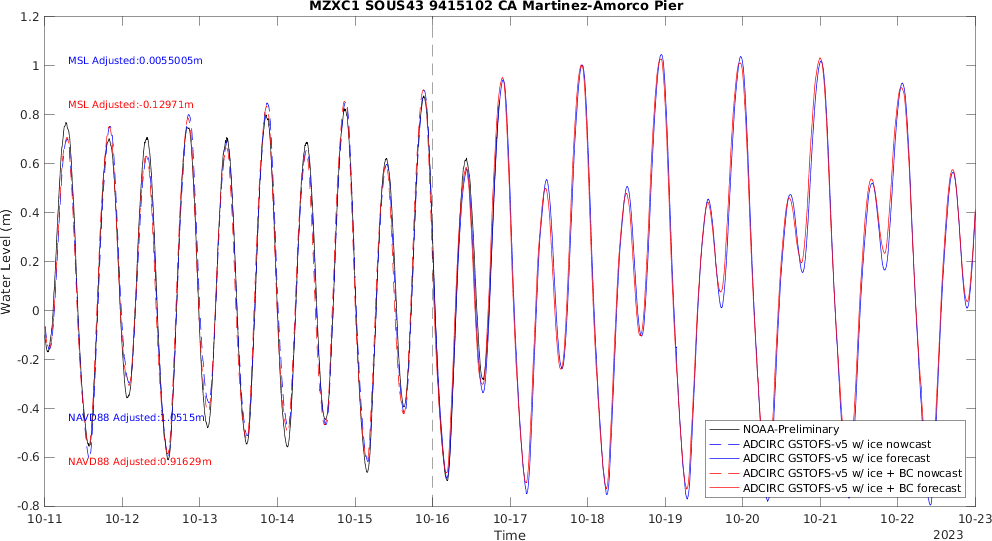 MZXC1 SOUS43 9415102 CA Martinez-Amorco Pier
1.2
1
0.8
0.6
0.4
0.2
0
-0.2
-0.4
-0.6
-0.8
Water Level (m)
MSL Adjusted:0.0055005m
MSL Adjusted:-0.12971m
NAVD88 Adjusted:1.0515m
NAVD88 Adjusted:0.91629m
NOAA-Preliminary
ADCIRC GSTOFS-v5 w/ ice nowcast
ADCIRC GSTOFS-v5 w/ ice forecast
ADCIRC GSTOFS-v5 w/ ice + BC nowcast
ADCIRC GSTOFS-v5 w/ ice + BC forecast
10-11 10-12 10-13 10-14 10-15 10-16 10-17 10-18 10-19 10-20 10-21 10-22 10-23
Time
2023